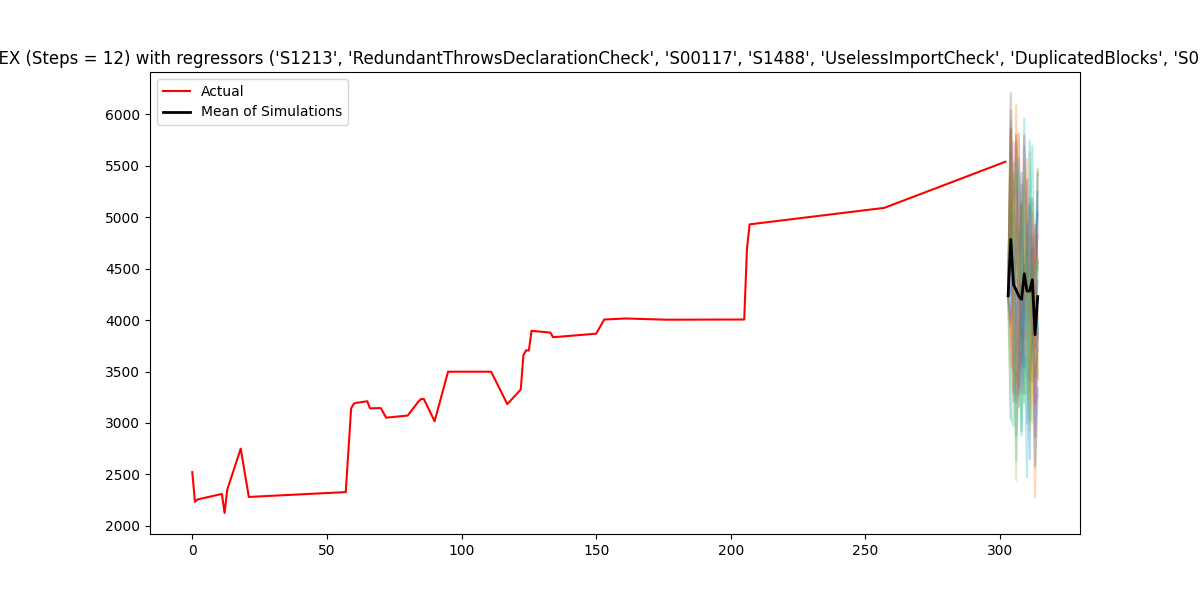 EX (Steps = 12) with regressors ('S1213', 'RedundantThrowsDeclarationCheck', 'S00117', 'S1488', 'UselessImportCheck', 'DuplicatedBlocks', 'S0
Actual
Mean of Simulations
6000
5500
5000
4500
4000
3500
3000
2500
2000
0 50 100 150 200 250 300